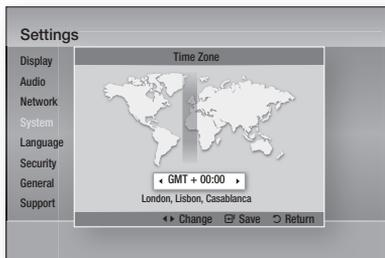 Settings
Display
Audio
Network
System
Language
Security
General
Support
Time Zone
GMT + 00:00
London, Lisbon, Casablanca
Change Save Return